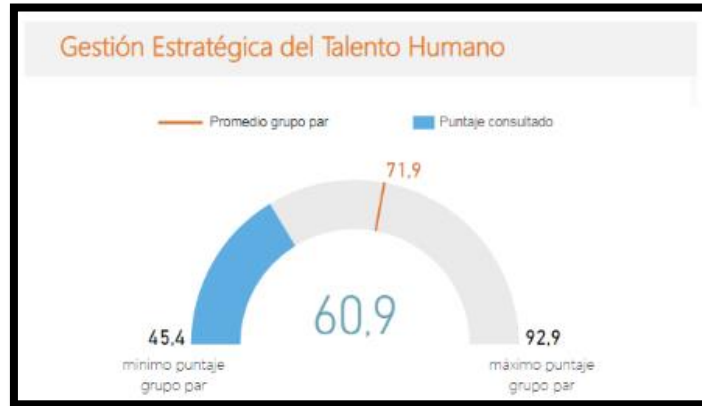 Gestión Estratégica del Talento Humano
Promedio grupo par
Puntaje consultado
71,9
60,9
45,4
mínimo puntaje
grupo par
92,9
máximo puntaje
grupo par